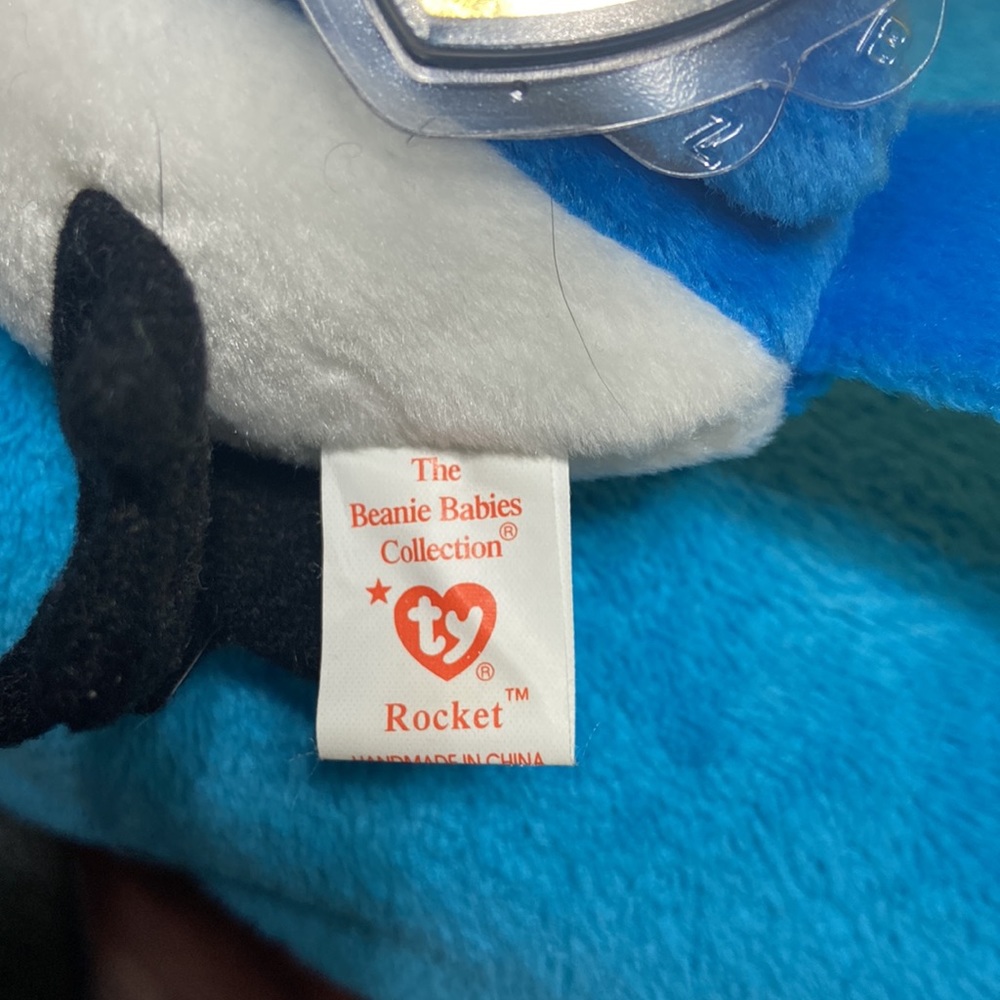 The
Beanie Babies
Collection®
★
ty®
Rocket™
HANDMADE IN CHINA